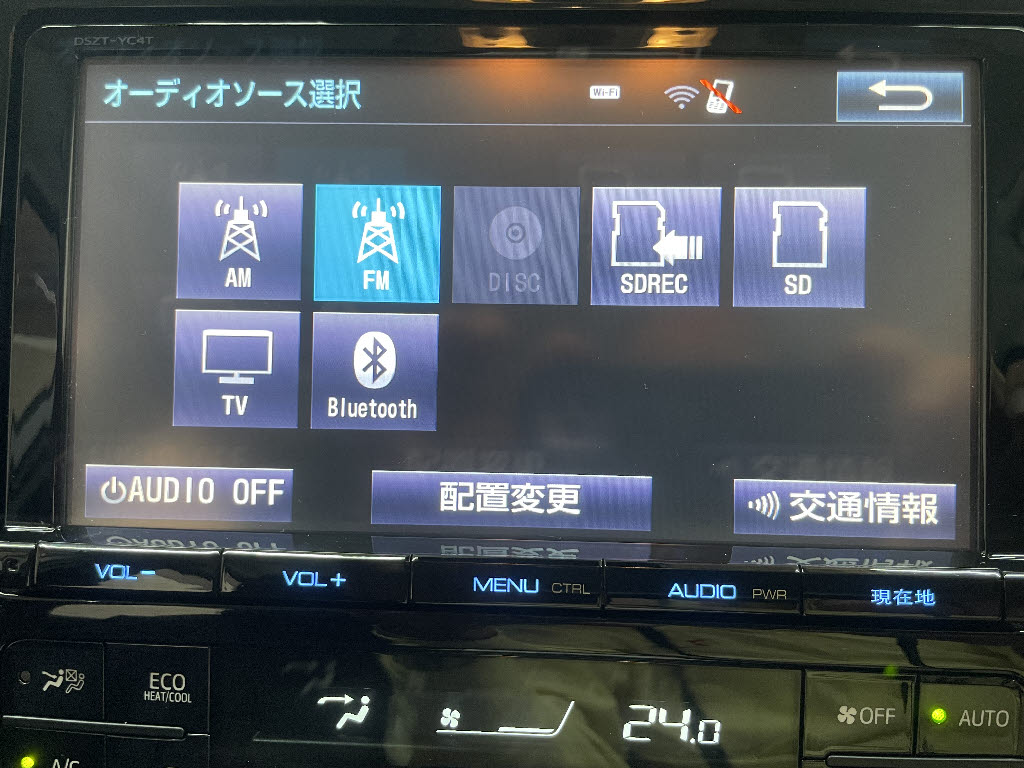 DSZT-YC4T
オーディオソース選択
Wi-Fi
AM
FM
DISC
SDREC
SD
TV
Bluetooth
AUDIO OFF
配置変更
交通情報
VOL-
VOL+
MENU CTRL
AUDIO PWR
現在地
ECO
HEAT/COOL
24.0
OFF
AUTO
A/C